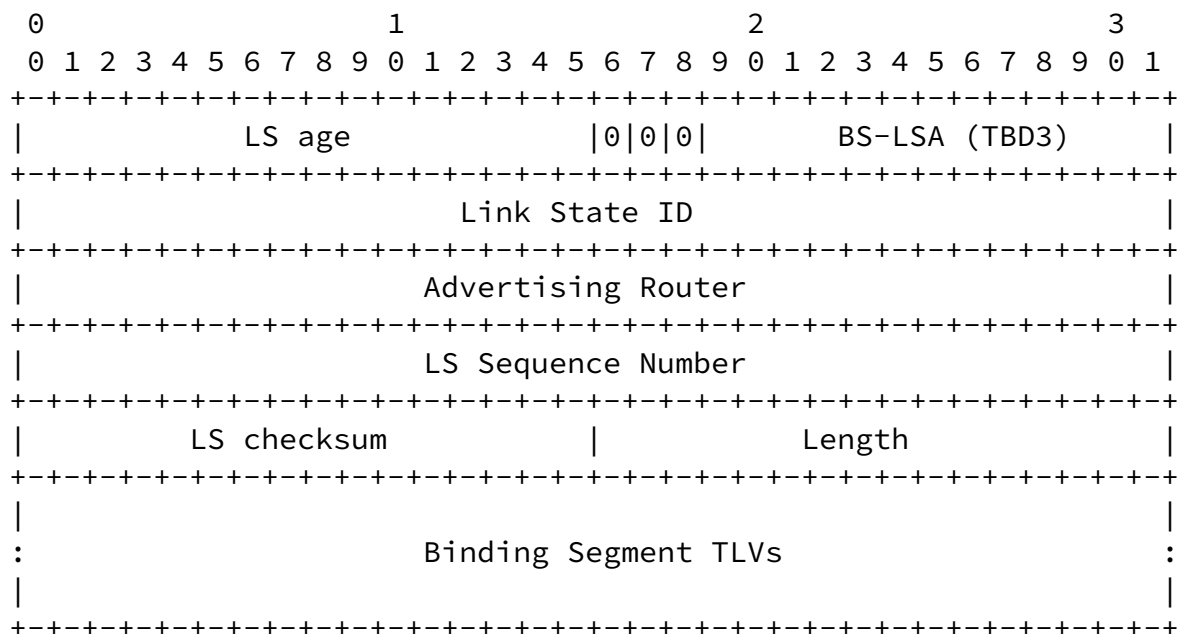 0                   1                   2                   3
 0 1 2 3 4 5 6 7 8 9 0 1 2 3 4 5 6 7 8 9 0 1 2 3 4 5 6 7 8 9 0 1
+-+-+-+-+-+-+-+-+-+-+-+-+-+-+-+-+-+-+-+-+-+-+-+-+-+-+-+-+-+-+-+-+
|            LS age             |0|0|0|       BS-LSA (TBD3)     |
+-+-+-+-+-+-+-+-+-+-+-+-+-+-+-+-+-+-+-+-+-+-+-+-+-+-+-+-+-+-+-+-+
|                        Link State ID                          |
+-+-+-+-+-+-+-+-+-+-+-+-+-+-+-+-+-+-+-+-+-+-+-+-+-+-+-+-+-+-+-+-+
|                      Advertising Router                       |
+-+-+-+-+-+-+-+-+-+-+-+-+-+-+-+-+-+-+-+-+-+-+-+-+-+-+-+-+-+-+-+-+
|                      LS Sequence Number                       |
+-+-+-+-+-+-+-+-+-+-+-+-+-+-+-+-+-+-+-+-+-+-+-+-+-+-+-+-+-+-+-+-+
|         LS checksum           |           Length              |
+-+-+-+-+-+-+-+-+-+-+-+-+-+-+-+-+-+-+-+-+-+-+-+-+-+-+-+-+-+-+-+-+
|                                                               |
:                      Binding Segment TLVs                     :
|                                                               |
+-+-+-+-+-+-+-+-+-+-+-+-+-+-+-+-+-+-+-+-+-+-+-+-+-+-+-+-+-+-+-+-+